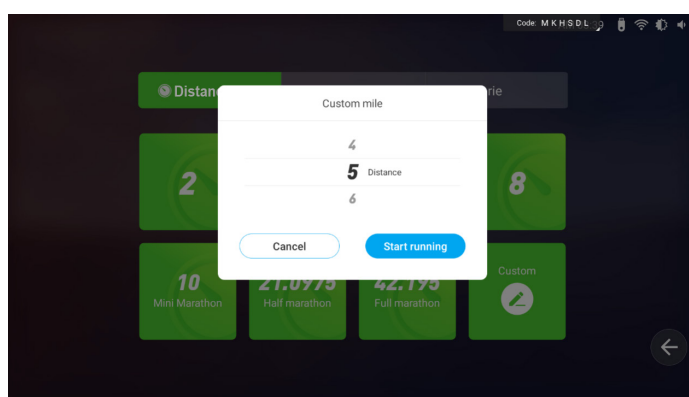 Code: M K H S D L
Distan
rie
Custom mile
4
5 Distance
6
2
8
Cancel
Start running
10
Mini Marathon
21.0975
Half marathon
42.195
Full marathon
Custom